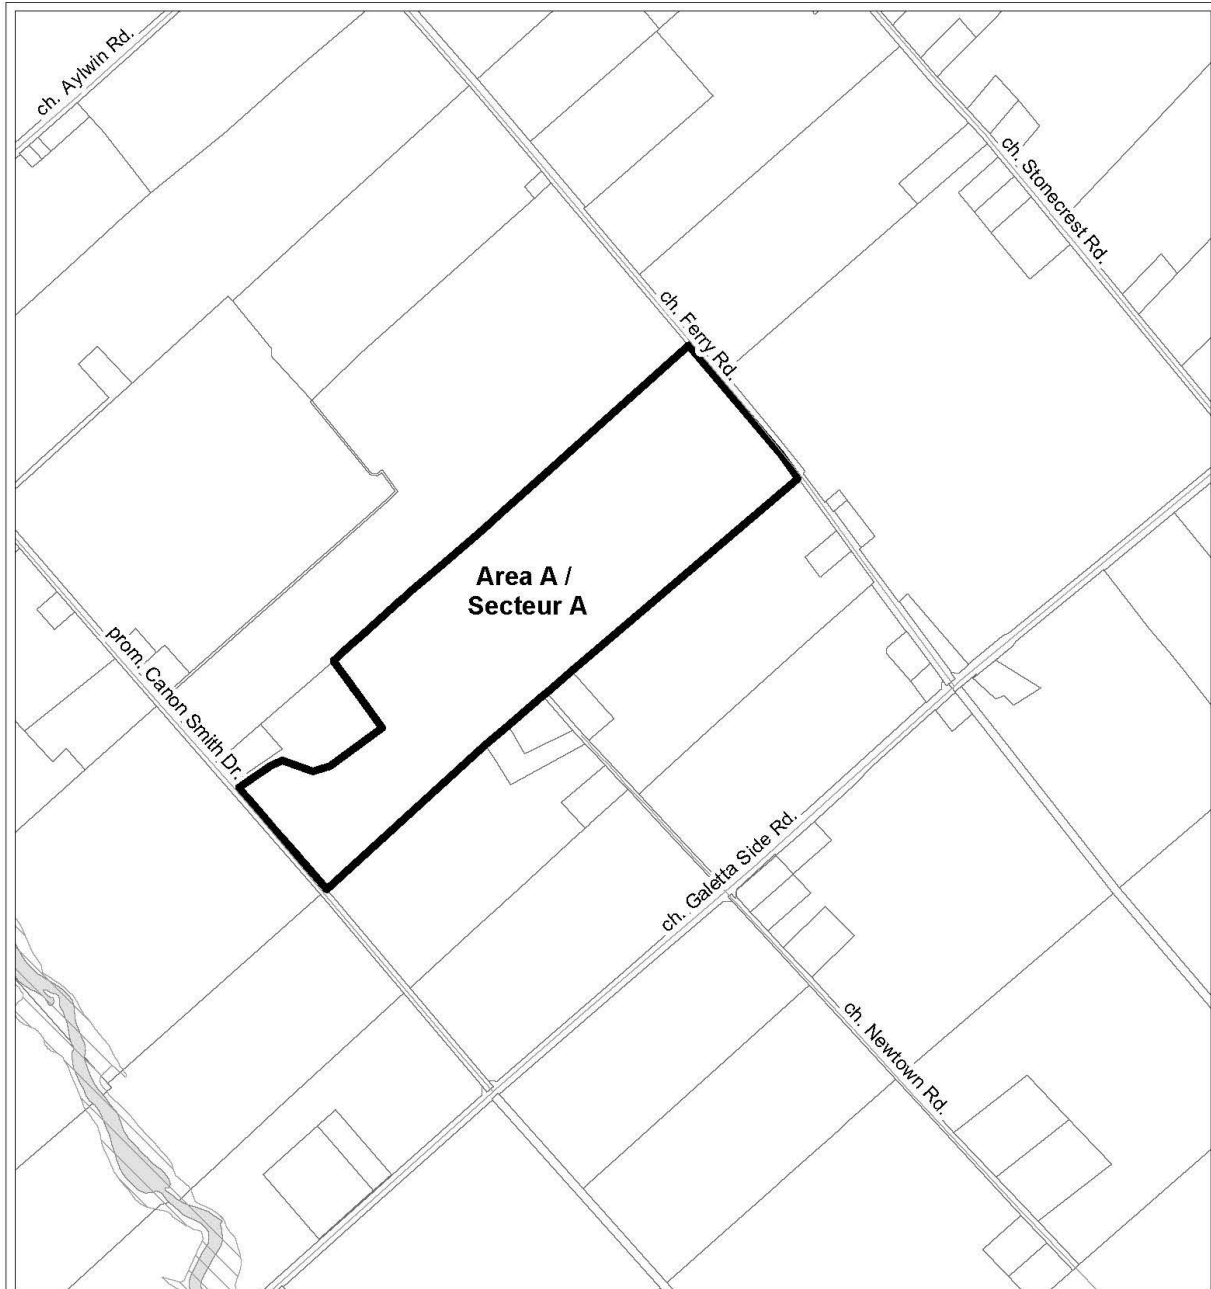 ch. Aylwin Rd.
ch. Stonecrest Rd.
ch. Ferry Rd.
Area A /
Secteur A
prom. Canon Smith Dr.
ch. Galetta Side Rd.
ch. Newtown Rd.